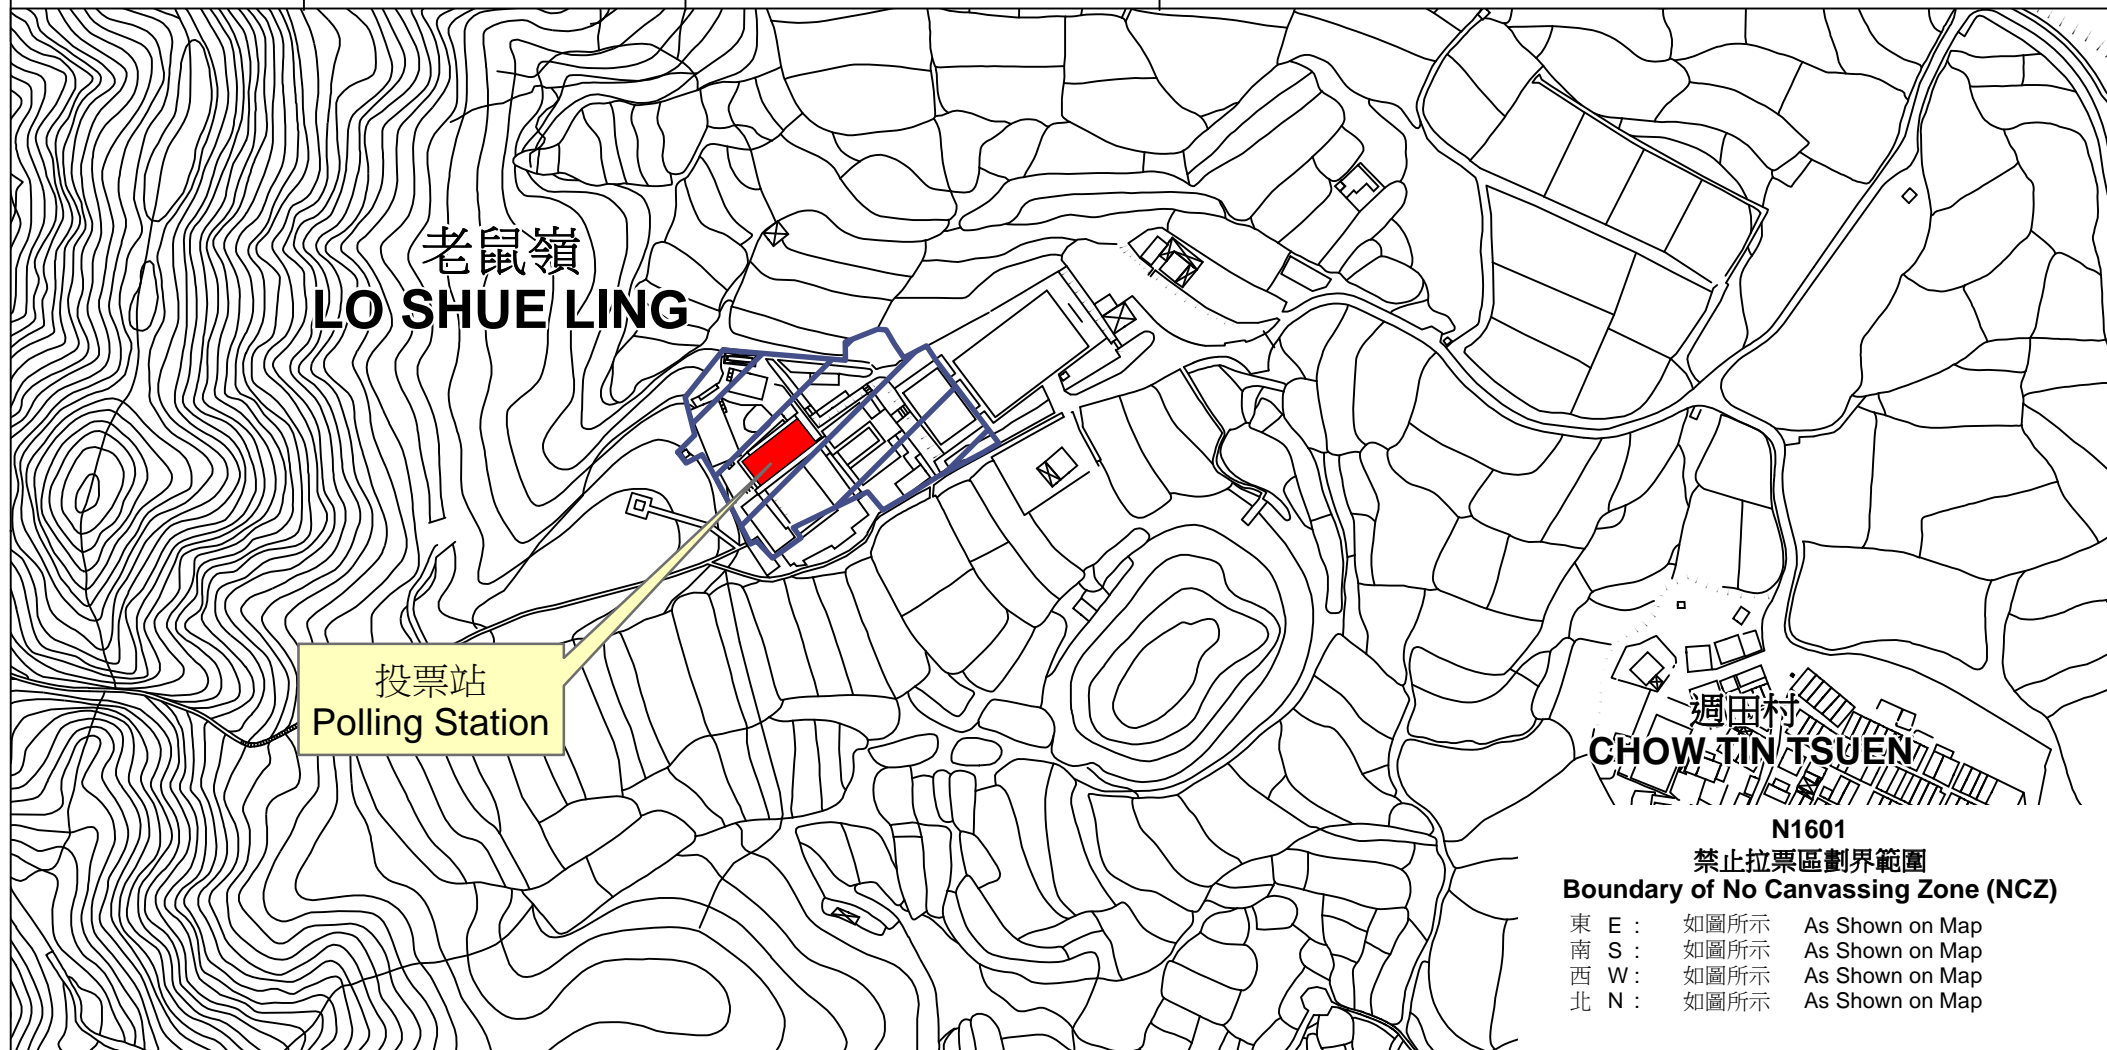 老鼠嶺
LO SHUE LING
投票站
Polling Station
週田村
CHOW TIN TSUEN
N1601
禁止拉票區劃界範圍
Boundary of No Canvassing Zone (NCZ)
東 E : 如圖所示 As Shown on Map
南 S : 如圖所示 As Shown on Map
西 W : 如圖所示 As Shown on Map
北 N : 如圖所示 As Shown on Map